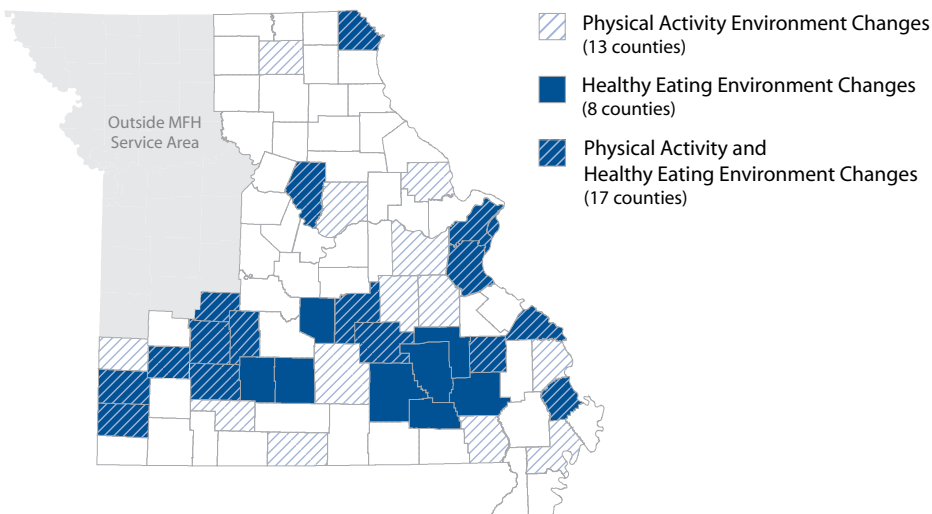 Outside MFH
Service Area
Physical Activity Environment Changes
(13 counties)
Healthy Eating Environment Changes
(8 counties)
Physical Activity and
Healthy Eating Environment Changes
(17 counties)